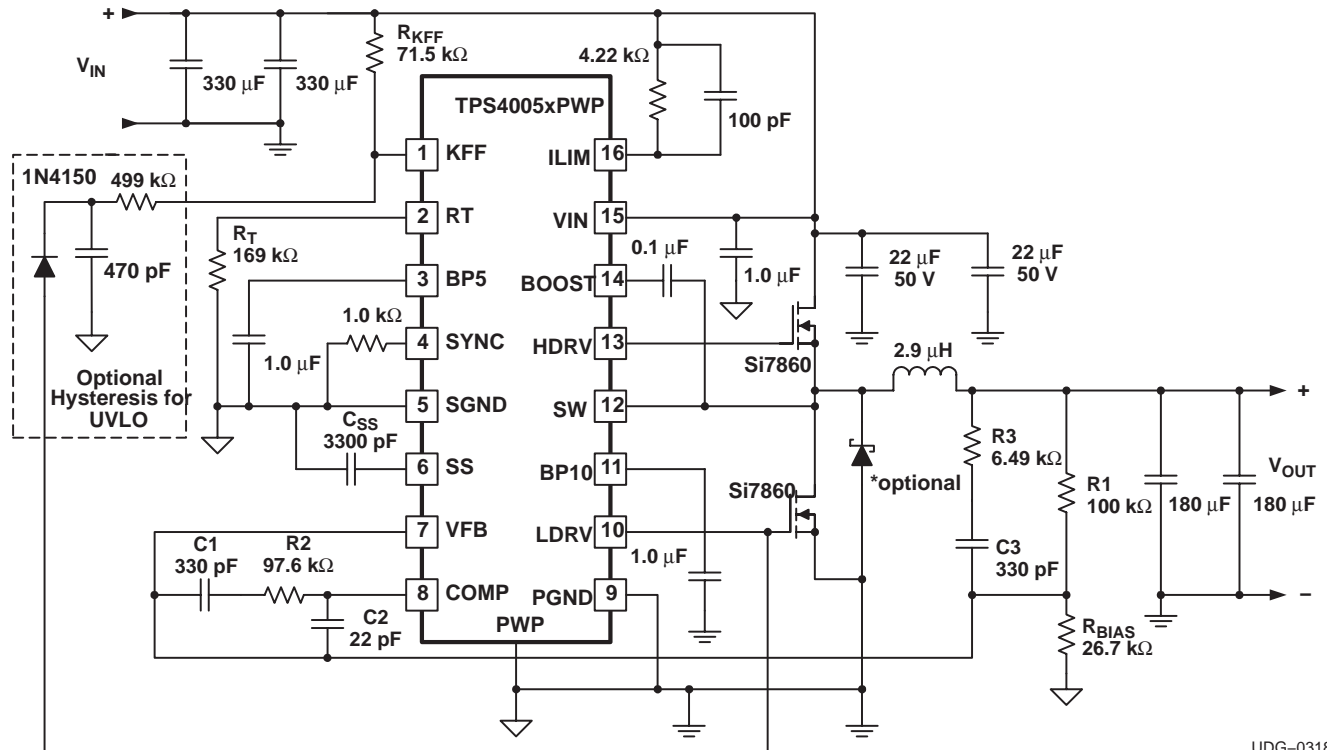 +
V_IN
330 μF
330 μF
R_KFF
71.5 kΩ
4.22 kΩ
100 pF
TPS4005xPWP
1
KFF
ILIM
16
1N4150
499 kΩ
470 pF
Optional
Hysteresis for
UVLO
2
RT
VIN
15
R_T
169 kΩ
0.1 μF
1.0 μF
22 μF
50 V
22 μF
50 V
3
BP5
BOOST
14
1.0 kΩ
1.0 μF
4
SYNC
HDRV
13
Si7860
2.9 μH
5
SGND
SW
12
+
C_SS
3300 pF
R3
6.49 kΩ
*optional
R1
100 kΩ
180 μF
180 μF
V_OUT
6
SS
BP10
11
Si7860
7
VFB
LDRV
10
C1
330 pF
R2
97.6 kΩ
1.0 μF
C3
330 pF
8
COMP
PGND
9
–
C2
22 pF
PWP
R_BIAS
26.7 kΩ
UDG–0318